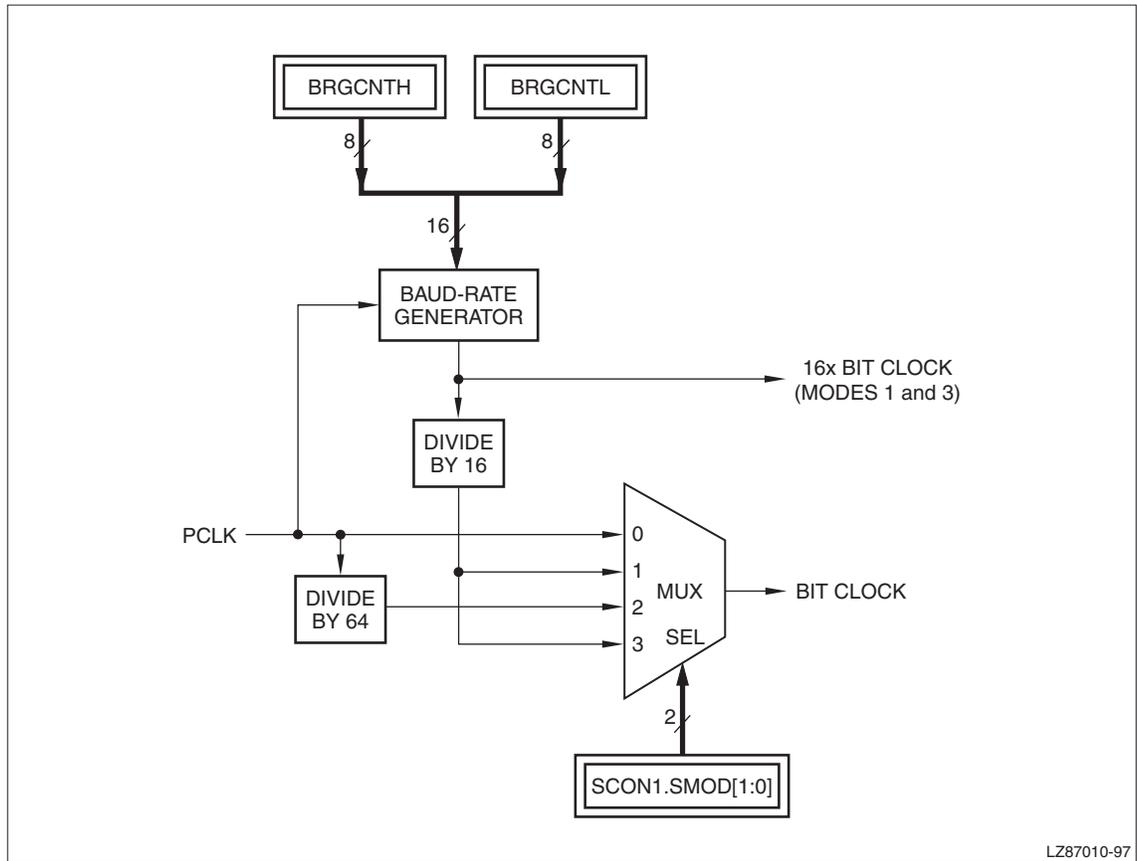 BRGCNTH
BRGCNTL
8
8
16
BAUD-RATE
GENERATOR
16x BIT CLOCK
(MODES 1 and 3)
DIVIDE
BY 16
PCLK
0
1
MUX
BIT CLOCK
DIVIDE
BY 64
2
3
SEL
2
SCON1.SMOD[1:0]
LZ87010-97